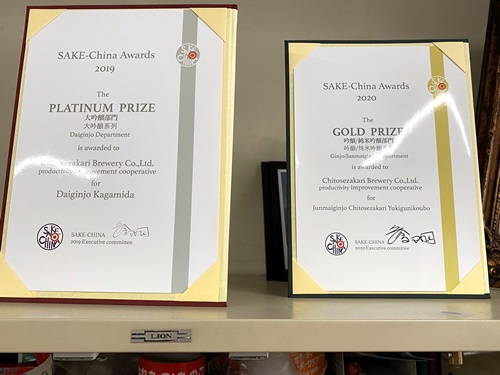 SAKE-China Awards
2019
The
PLATINUM PRIZE
大吟醸部門
大吟醸系列
Daiginjo Department
is awarded to
Chitosezakari Brewery Co.,Ltd.
productivity improvement cooperative
for
Daiginjo Kagamida
SAKE-CHINA
2019 Executive committee
SAKE-China Awards
2020
The
GOLD PRIZE
吟醸/純米吟醸部門
吟醸/純米吟醸系列
Ginjo/Junmaiginjo Department
is awarded to
Chitosezakari Brewery Co.,Ltd.
productivity improvement cooperative
for
Junmaiginjo Chitosezakari Yukigunikoubo
SAKE-CHINA
2020 Executive committee
LION